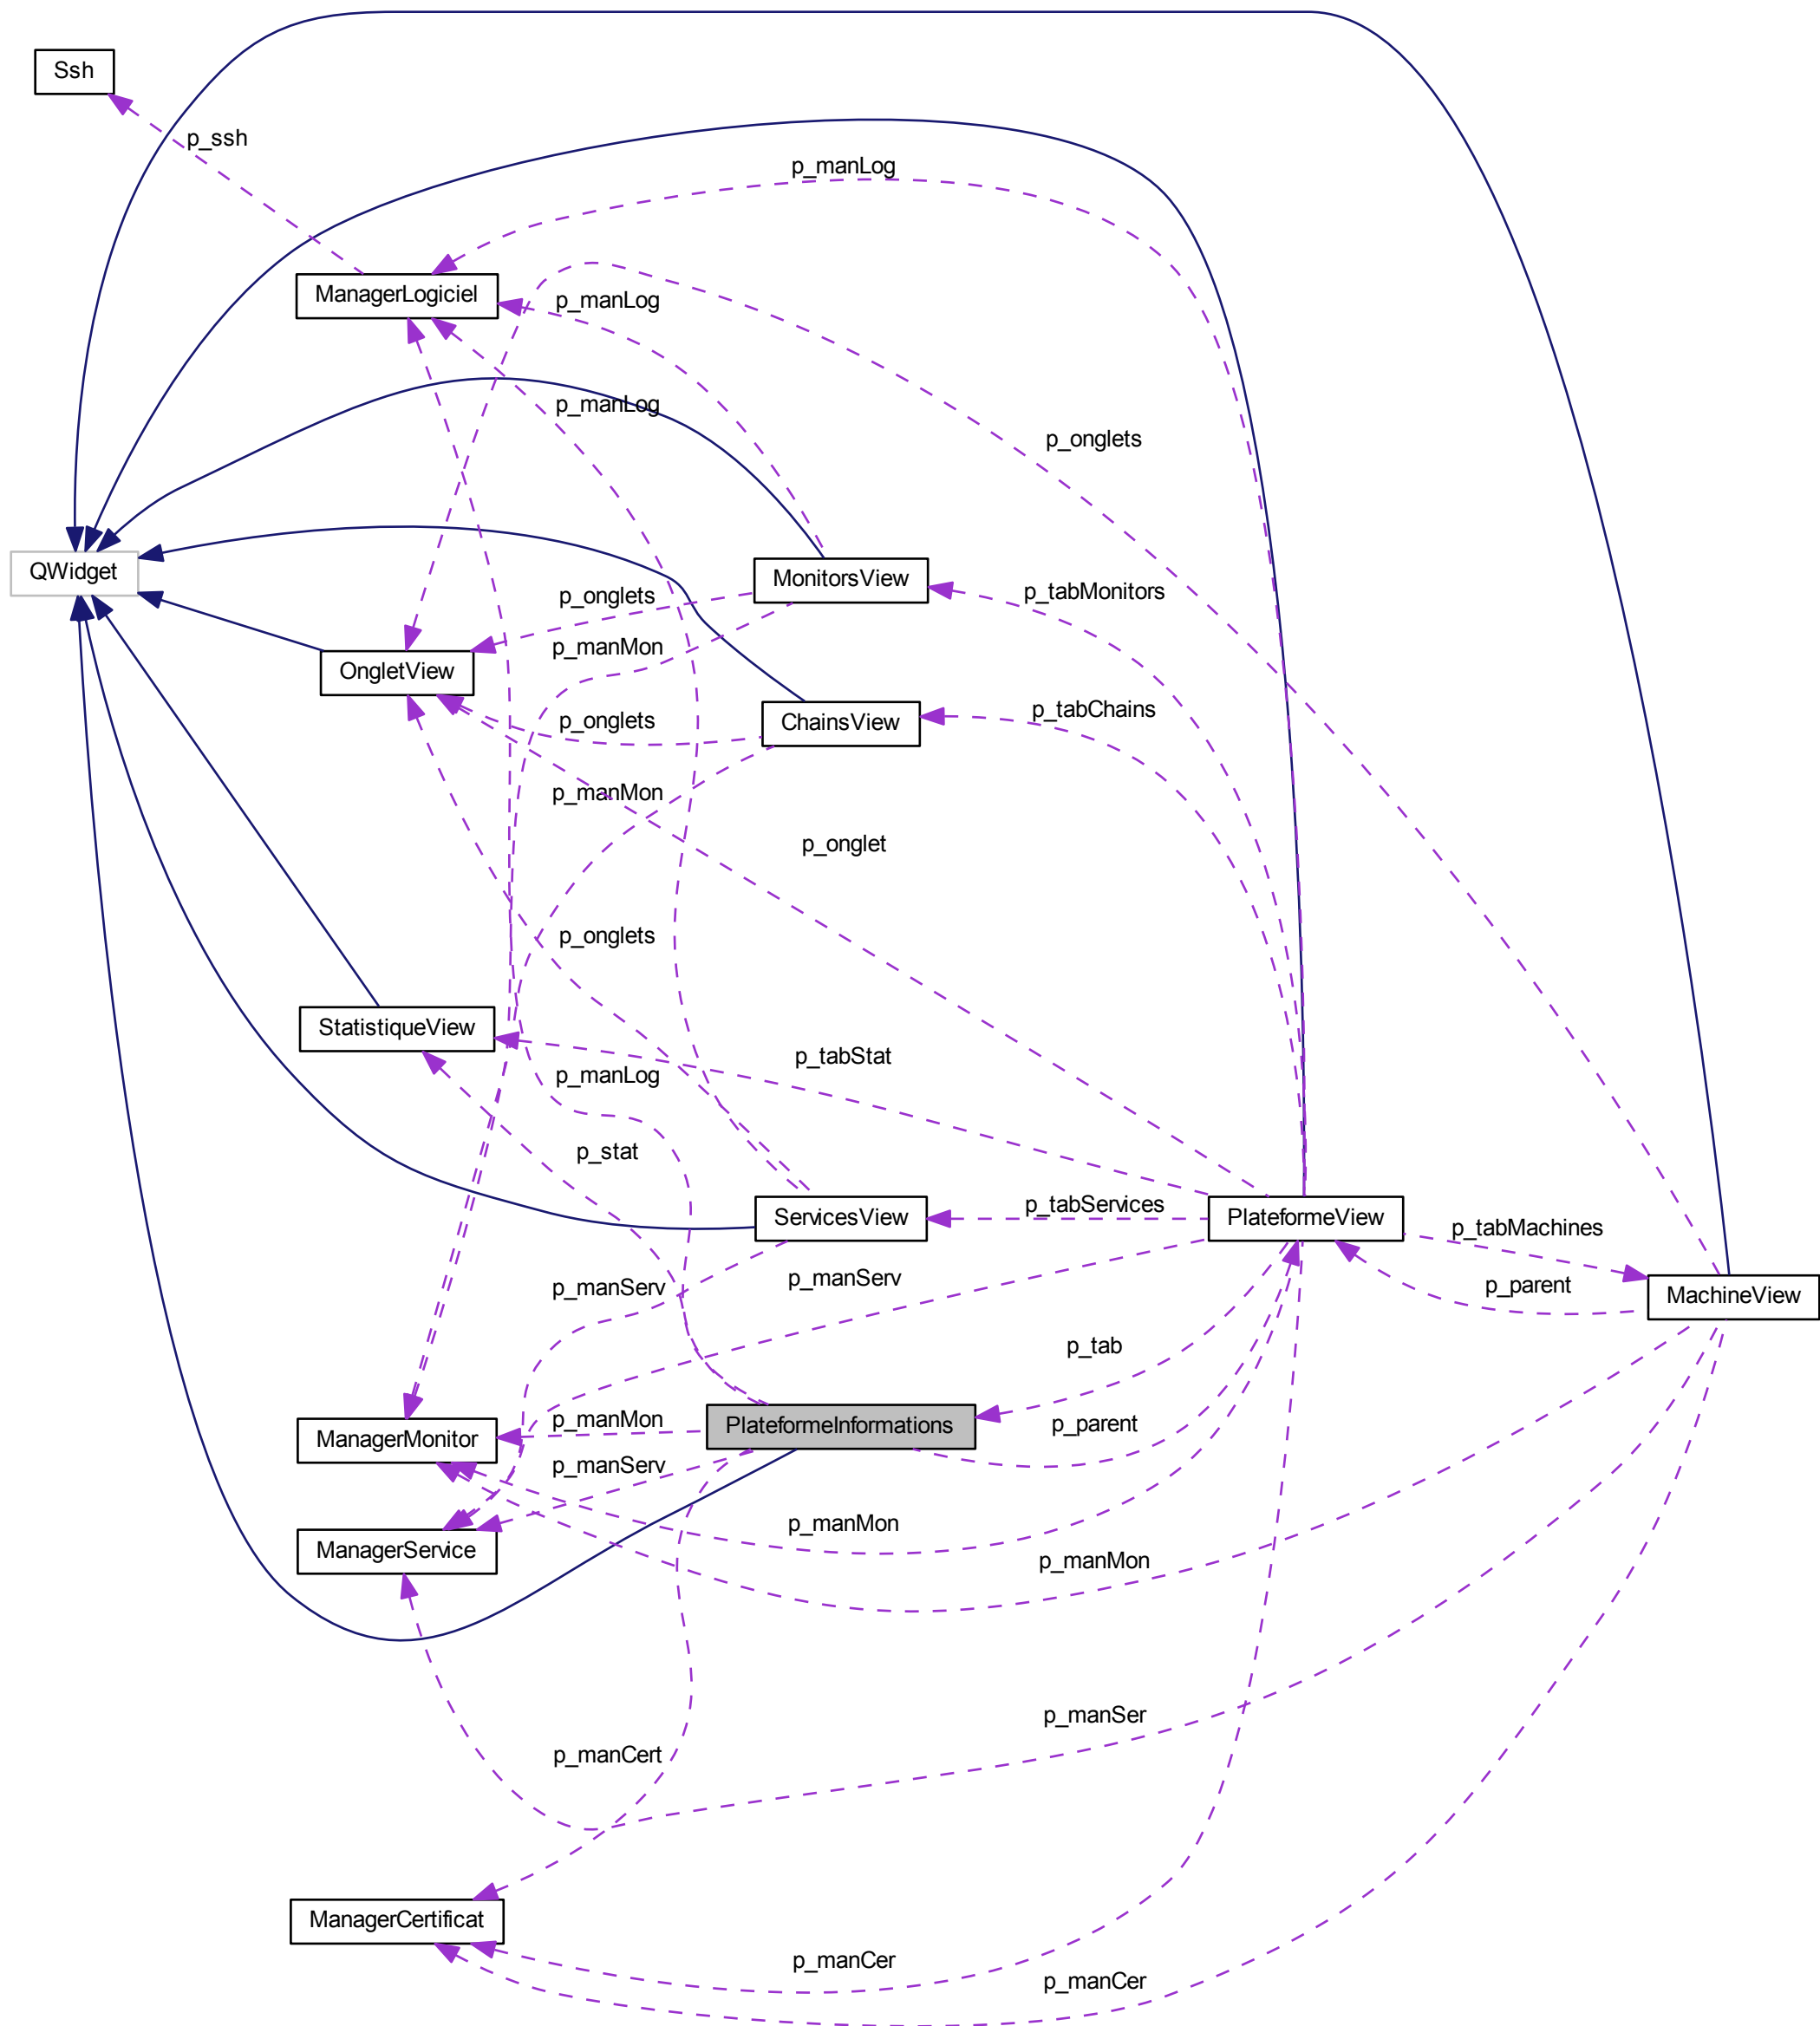 Ssh
p_ssh
p_manLog
ManagerLogiciel
p_manLog
p_manLog
p_onglets
QWidget
MonitorsView
p_tabMonitors
p_onglets
p_manMon
OngletView
p_onglets
ChainsView
p_tabChains
p_manMon
p_onglet
p_onglets
StatistiqueView
p_tabStat
p_manLog
p_stat
ServicesView
p_tabServices
PlateformeView
p_tabMachines
p_manServ
p_manServ
p_parent
MachineView
p_tab
ManagerMonitor
p_manMon
PlateformeInformations
p_parent
p_manServ
p_manMon
ManagerService
p_manMon
p_manSer
p_manCert
ManagerCertificat
p_manCer
p_manCer